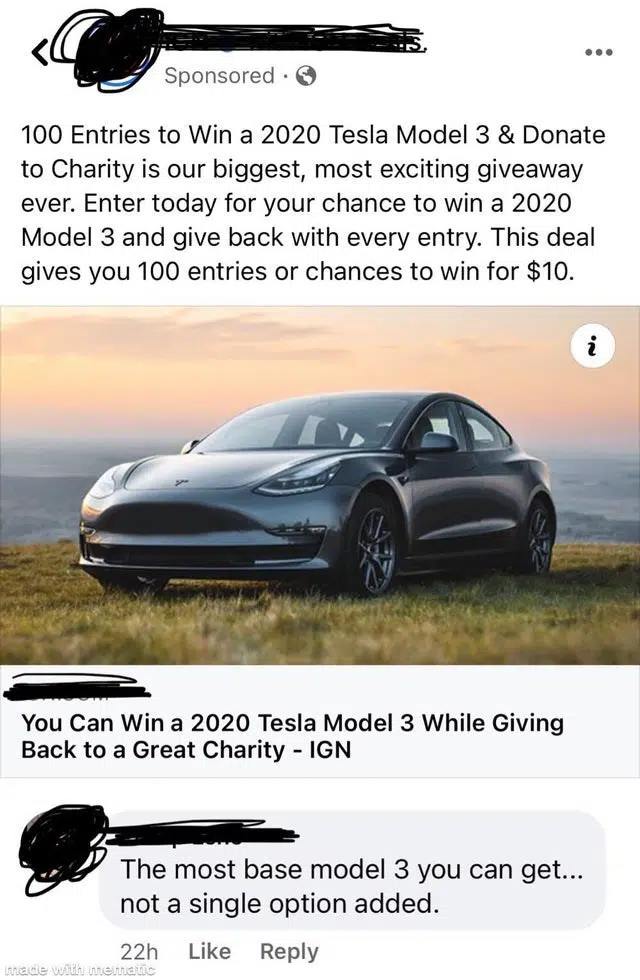 Sponsored ·
100 Entries to Win a 2020 Tesla Model 3 & Donate
to Charity is our biggest, most exciting giveaway
ever. Enter today for your chance to win a 2020
Model 3 and give back with every entry. This deal
gives you 100 entries or chances to win for $10.
i
You Can Win a 2020 Tesla Model 3 While Giving
Back to a Great Charity - IGN
The most base model 3 you can get...
not a single option added.
22h Like Reply
made with mematic